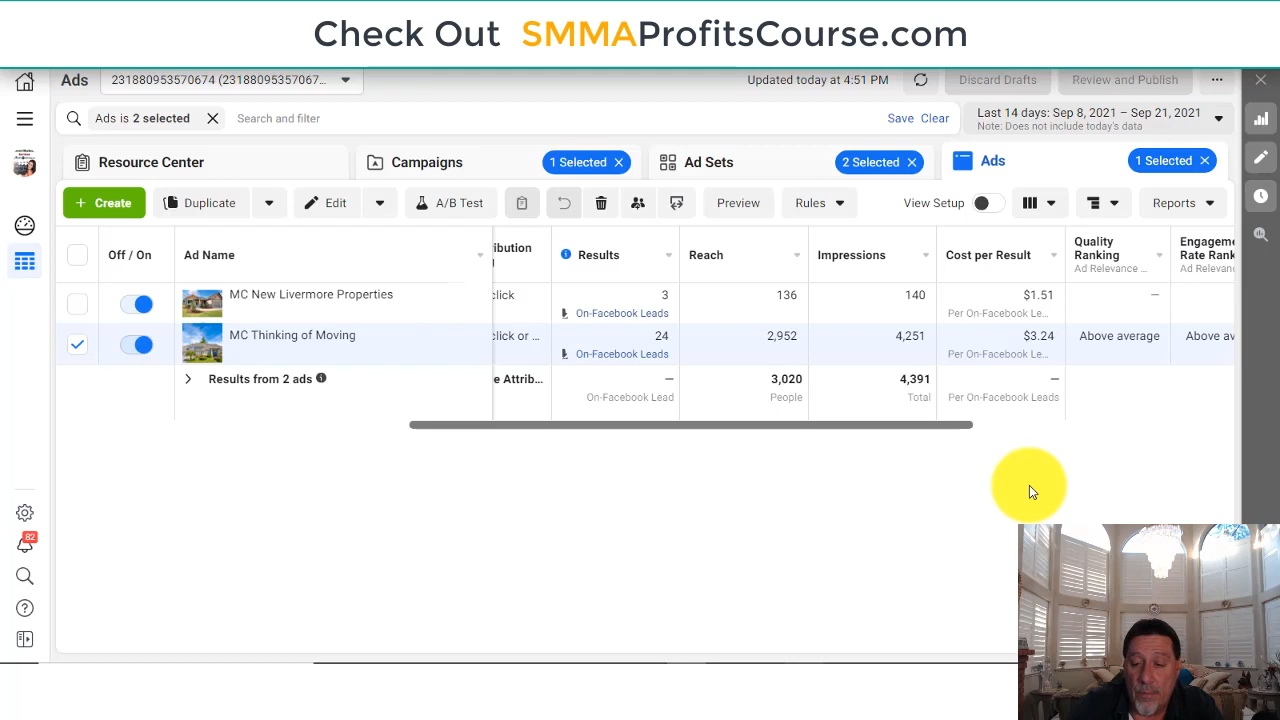 Check Out SMMAProfitsCourse.com
Ads
231880953570674 (23188095357067...
Updated today at 4:51 PM
Discard Drafts
Review and Publish
Ads is 2 selected
Search and filter
Save Clear
Last 14 days: Sep 8, 2021 – Sep 21, 2021
Note: Does not include today's data
Resource Center
Campaigns
1 Selected
Ad Sets
2 Selected
Ads
1 Selected
+ Create
Duplicate
Edit
A/B Test
Preview
Rules
View Setup
Reports
Off / On
Ad Name
ibution
Results
Reach
Impressions
Cost per Result
Quality
Ranking
Ad Relevance ...
Engagem
Rate Rank
Ad Relevan
MC New Livermore Properties
click
3
On-Facebook Leads
136
140
$1.51
Per On-Facebook Le...
—
MC Thinking of Moving
click or ...
24
On-Facebook Leads
2,952
4,251
$3.24
Per On-Facebook Le...
Above average
Above av
Results from 2 ads
e Attrib...
—
On-Facebook Lead
3,020
People
4,391
Total
—
Per On-Facebook Leads
82